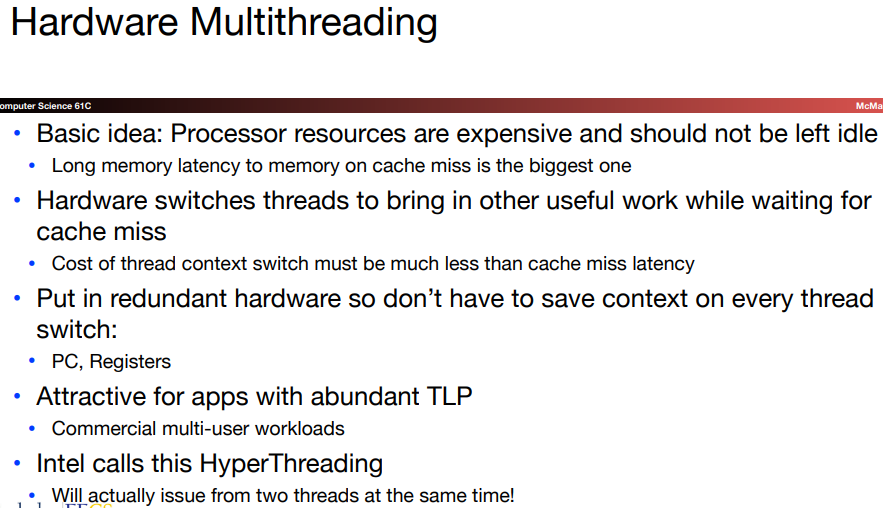 Hardware Multithreading
omputer Science 61C
McMa
• Basic idea: Processor resources are expensive and should not be left idle
• Long memory latency to memory on cache miss is the biggest one
• Hardware switches threads to bring in other useful work while waiting for
cache miss
• Cost of thread context switch must be much less than cache miss latency
• Put in redundant hardware so don’t have to save context on every thread
switch:
• PC, Registers
• Attractive for apps with abundant TLP
• Commercial multi-user workloads
• Intel calls this HyperThreading
• Will actually issue from two threads at the same time!